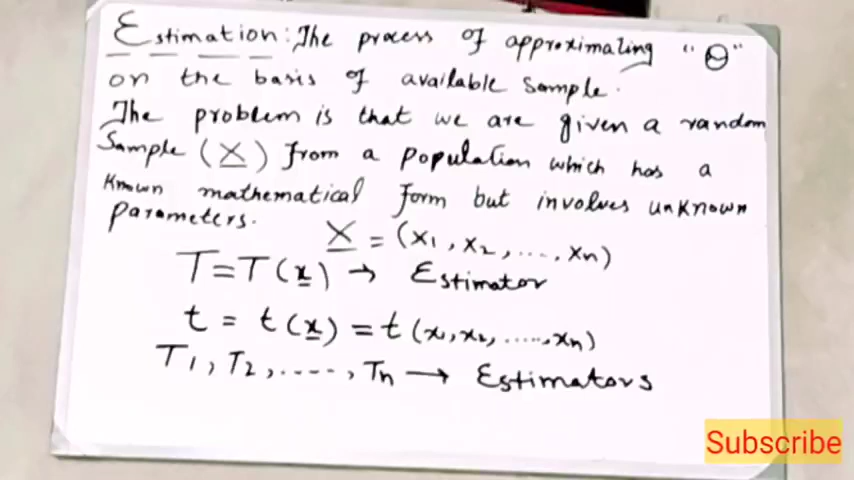 Estimation: The process of approximating "Θ"
on the basis of available sample.
The problem is that we are given a random
Sample (X) from a population which has a
known mathematical form but involves unknown
parameters.
X = (x1, x2, ...., xn)
T = T(x) → Estimator
t = t(x) = t(x1, x2, ....., xn)
T1, T2, ....., Tn → Estimators
Subscribe